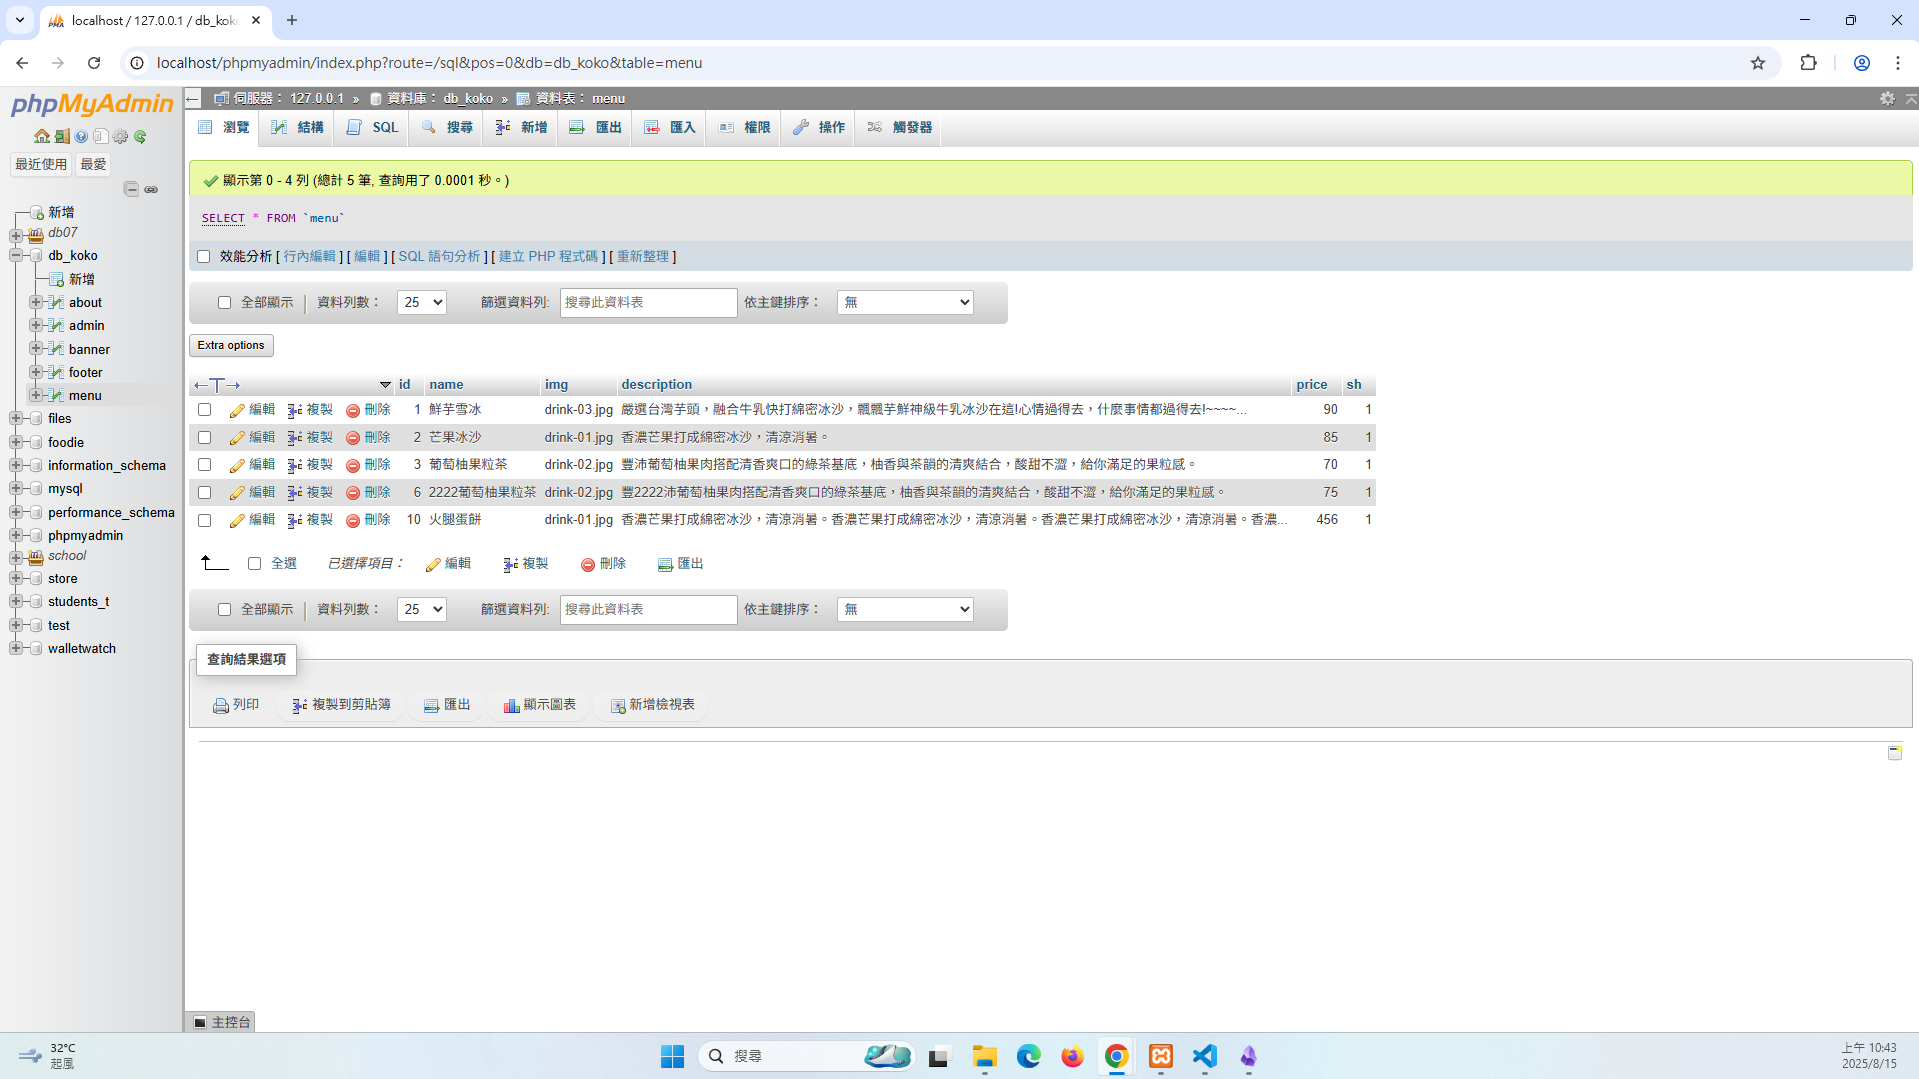 localhost / 127.0.0.1 / db_kok
localhost/phpmyadmin/index.php?route=/sql&pos=0&db=db_koko&table=menu
phpMyAdmin
最近使用 最愛
新增
db07
db_koko
新增
about
admin
banner
footer
menu
files
foodie
information_schema
mysql
performance_schema
phpmyadmin
school
store
students_t
test
walletwatch
伺服器： 127.0.0.1 » 資料庫： db_koko » 資料表： menu
瀏覽 結構 SQL 搜尋 新增 匯出 匯入 權限 操作 觸發器
顯示第 0 - 4 列 (總計 5 筆, 查詢用了 0.0001 秒。)
SELECT * FROM `menu`
效能分析 [ 行內編輯 ] [ 編輯 ] [ SQL 語句分析 ] [ 建立 PHP 程式碼 ] [ 重新整理 ]
全部顯示 資料列數： 25 篩選資料列: 搜尋此資料表 依主鍵排序： 無
Extra options
←T→ id name img description price sh
編輯 複製 刪除 1 鮮芋雪冰 drink-03.jpg 嚴選台灣芋頭，融合牛乳快打綿密冰沙，飄飄芋鮮神級牛乳冰沙在這!心情過得去，什麼事情都過得去!~~~~... 90 1
編輯 複製 刪除 2 芒果冰沙 drink-01.jpg 香濃芒果打成綿密冰沙，清涼消暑。 85 1
編輯 複製 刪除 3 葡萄柚果粒茶 drink-02.jpg 豐沛葡萄柚果肉搭配清香爽口的綠茶基底，柚香與茶韻的清爽結合，酸甜不澀，給你滿足的果粒感。 70 1
編輯 複製 刪除 6 2222葡萄柚果粒茶 drink-02.jpg 豐2222沛葡萄柚果肉搭配清香爽口的綠茶基底，柚香與茶韻的清爽結合，酸甜不澀，給你滿足的果粒感。 75 1
編輯 複製 刪除 10 火腿蛋餅 drink-01.jpg 香濃芒果打成綿密冰沙，清涼消暑。香濃芒果打成綿密冰沙，清涼消暑。香濃芒果打成綿密冰沙，清涼消暑。香濃... 456 1
全選 已選擇項目： 編輯 複製 刪除 匯出
全部顯示 資料列數： 25 篩選資料列: 搜尋此資料表 依主鍵排序： 無
查詢結果選項
列印 複製到剪貼簿 匯出 顯示圖表 新增檢視表
主控台
32°C
起風
搜尋
上午 10:43
2025/8/15